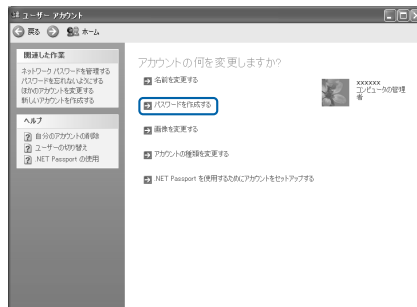 ユーザー アカウント
戻る ホーム
関連した作業
ネットワーク パスワードを管理する
パスワードを忘れないようにする
ほかのアカウントを変更する
新しいアカウントを作成する
ヘルプ
自分のアカウントの削除
ユーザーの切り替え
.NET Passport の使用
アカウントの何を変更しますか?
名前を変更する
パスワードを作成する
画像を変更する
アカウントの種類を変更する
.NET Passport を使用するためにアカウントをセットアップする
xxxxxx
コンピュータの管理
者